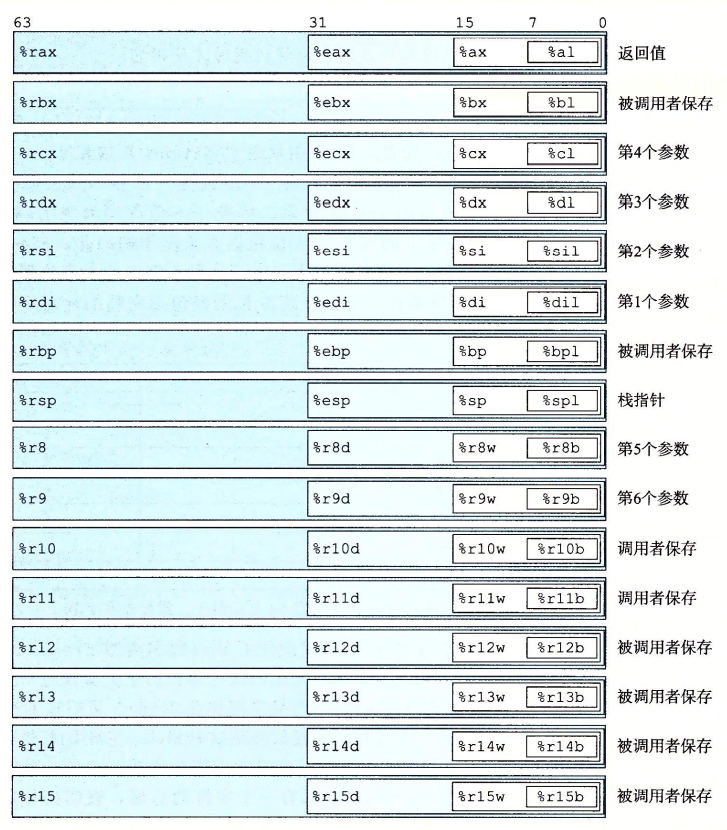 63 31 15 7 0
%rax %eax %ax %al 返回值
%rbx %ebx %bx %bl 被调用者保存
%rcx %ecx %cx %cl 第4个参数
%rdx %edx %dx %dl 第3个参数
%rsi %esi %si %sil 第2个参数
%rdi %edi %di %dil 第1个参数
%rbp %ebp %bp %bpl 被调用者保存
%rsp %esp %sp %spl 栈指针
%r8 %r8d %r8w %r8b 第5个参数
%r9 %r9d %r9w %r9b 第6个参数
%r10 %r10d %r10w %r10b 调用者保存
%r11 %r11d %r11w %r11b 调用者保存
%r12 %r12d %r12w %r12b 被调用者保存
%r13 %r13d %r13w %r13b 被调用者保存
%r14 %r14d %r14w %r14b 被调用者保存
%r15 %r15d %r15w %r15b 被调用者保存